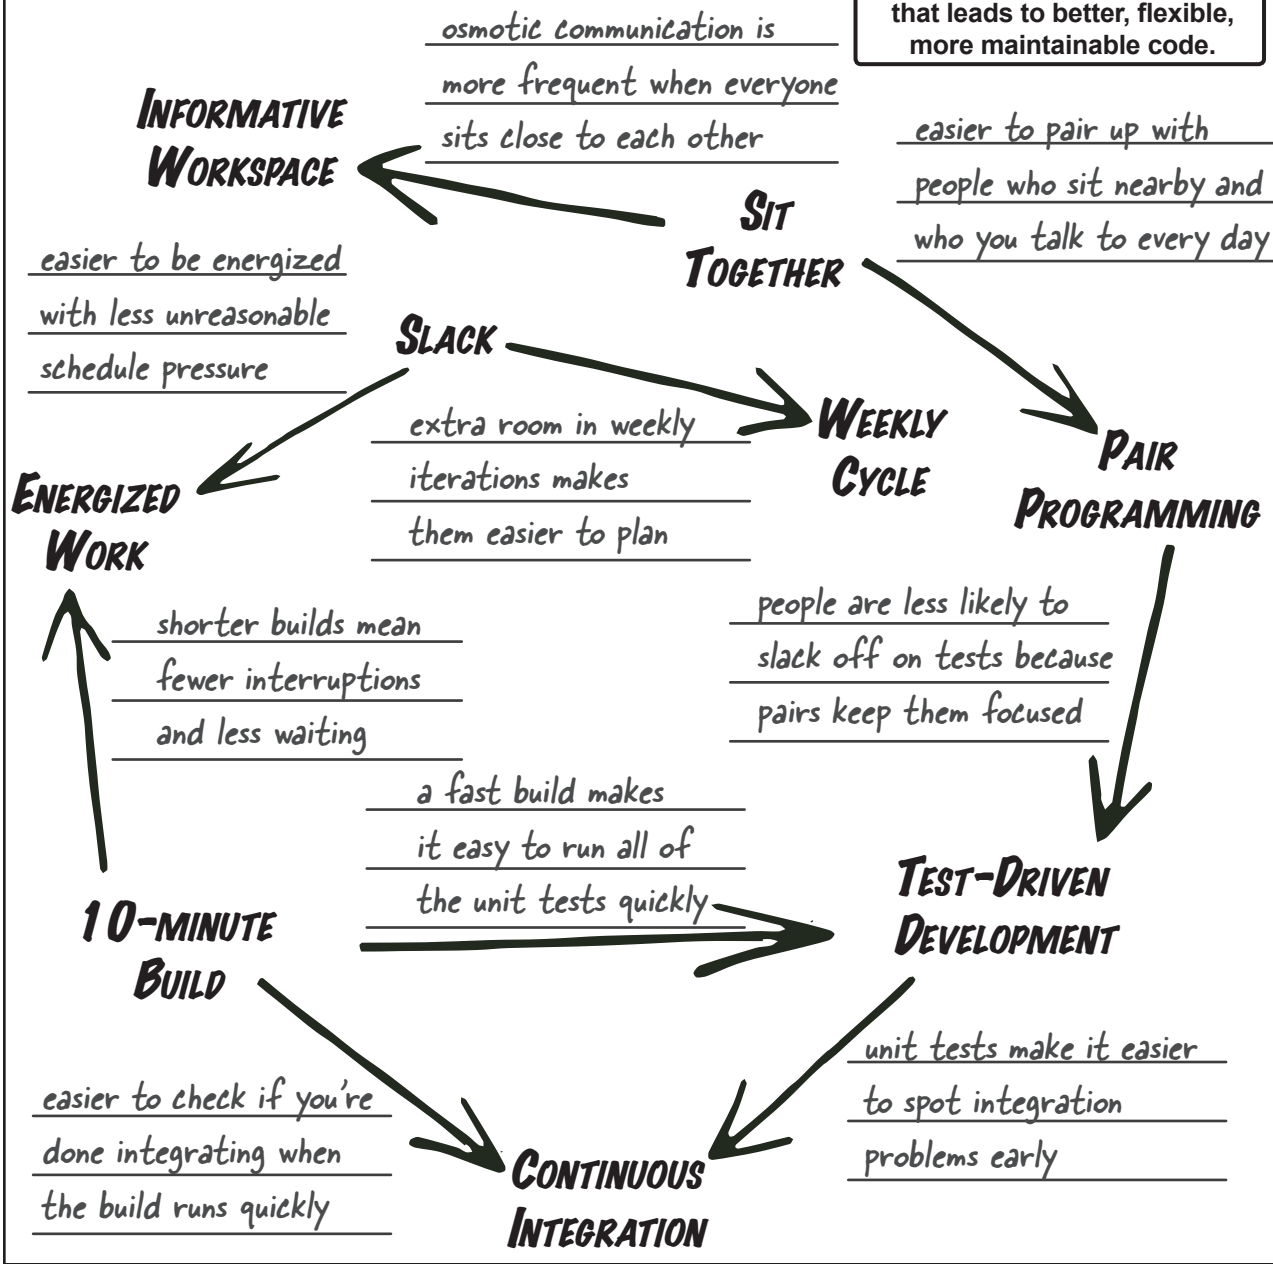 that leads to better, flexible,
more maintainable code.
osmotic communication is
more frequent when everyone
sits close to each other
INFORMATIVE
WORKSPACE
easier to pair up with
people who sit nearby and
who you talk to every day
SIT
TOGETHER
easier to be energized
with less unreasonable
schedule pressure
SLACK
extra room in weekly
iterations makes
them easier to plan
WEEKLY
CYCLE
PAIR
PROGRAMMING
ENERGIZED
WORK
shorter builds mean
fewer interruptions
and less waiting
people are less likely to
slack off on tests because
pairs keep them focused
a fast build makes
it easy to run all of
the unit tests quickly
TEST-DRIVEN
DEVELOPMENT
10-MINUTE
BUILD
unit tests make it easier
to spot integration
problems early
easier to check if you're
done integrating when
the build runs quickly
CONTINUOUS
INTEGRATION